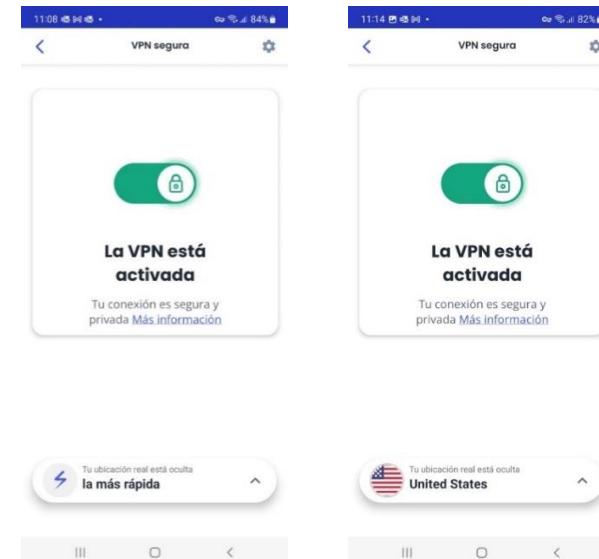 11:08
84%
VPN segura
La VPN está
activada
Tu conexión es segura y
privada Más información
Tu ubicación real está oculta
la más rápida
11:14
82%
VPN segura
La VPN está
activada
Tu conexión es segura y
privada Más información
Tu ubicación real está oculta
United States